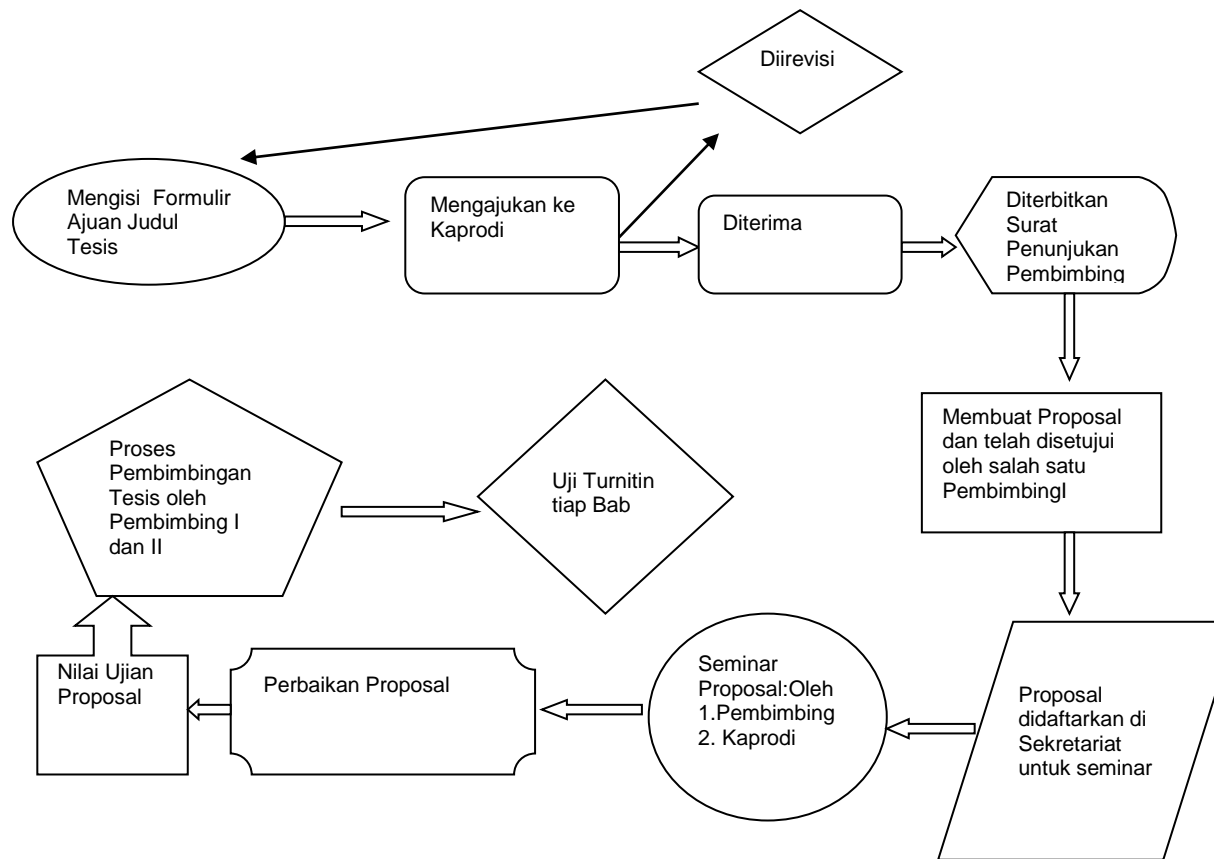 Diirevisi
Mengisi Formulir
Ajuan Judul
Tesis
Mengajukan ke
Kaprodi
Diterima
Diterbitkan
Surat
Penunjukan
Pembimbing
Membuat Proposal
dan telah disetujui
oleh salah satu
PembimbingI
Proses
Pembimbingan
Tesis oleh
Pembimbing I
dan II
Uji Turnitin
tiap Bab
Proposal
didaftarkan di
Sekretariat
untuk seminar
Seminar
Proposal:Oleh
1.Pembimbing
2. Kaprodi
Perbaikan Proposal
Nilai Ujian
Proposal